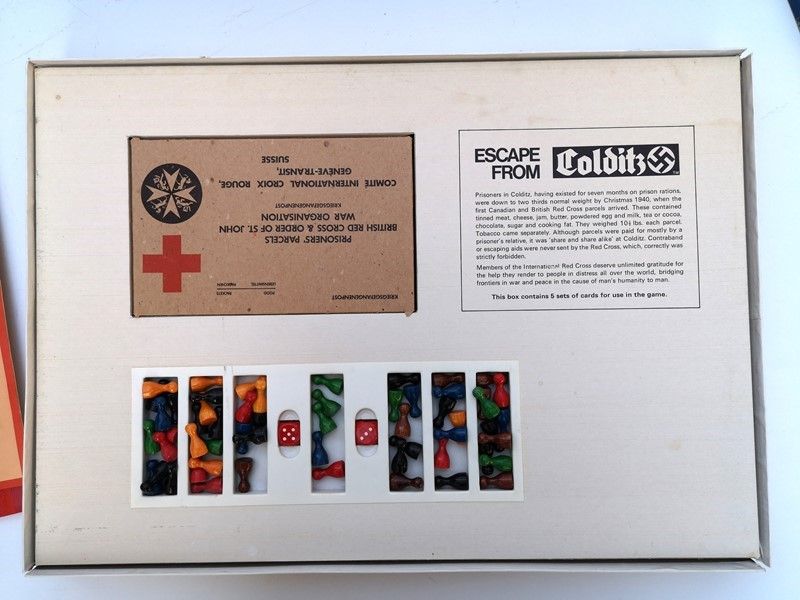 COMITÉ INTERNATIONAL CROIX ROUGE,
GENÈVE-TRANSIT,
SUISSE
KRIEGSGEFANGENENPOST
PRISONERS' PARCELS
BRITISH RED CROSS & ORDER OF ST. JOHN
WAR ORGANISATION
KRIEGSGEFANGENENPOST
ESCAPE
FROM
Colditz
TM
Prisoners in Colditz, having existed for seven months on prison rations,
were down to two thirds normal weight by Christmas 1940, when the
first Canadian and British Red Cross parcels arrived. These contained
tinned meat, cheese, jam, butter, powdered egg and milk, tea or cocoa,
chocolate, sugar and cooking fat. They weighed 10½ lbs. each parcel.
Tobacco came separately. Although parcels were paid for mostly by a
prisoner's relative, it was 'share and share alike' at Colditz. Contraband
or escaping aids were never sent by the Red Cross, which, correctly was
strictly forbidden.
Members of the International Red Cross deserve unlimited gratitude for
the help they render to people in distress all over the world, bridging
frontiers in war and peace in the cause of man's humanity to man.
This box contains 5 sets of cards for use in the game.